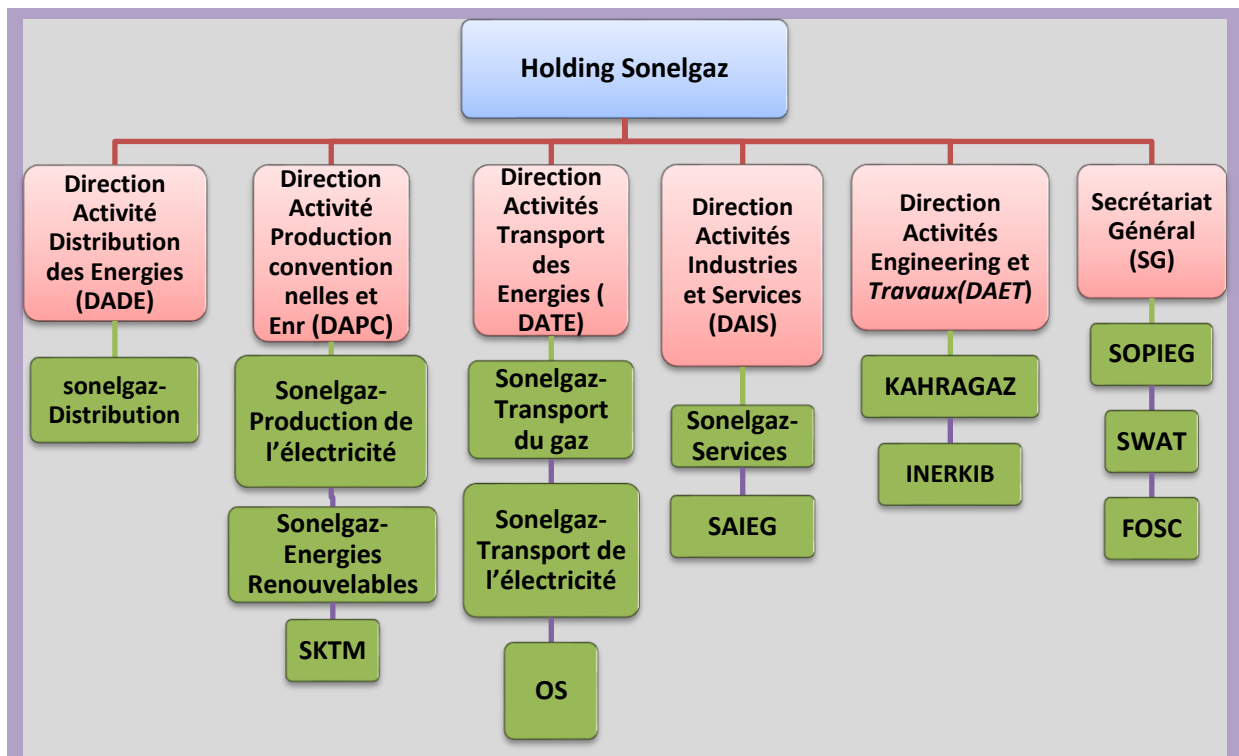 Holding Sonelgaz
Direction
Activité
Distribution
des Energies
(DADE)
sonelgaz-
Distribution
Direction
Activité
Production
convention
nelles et
Enr (DAPC)
Sonelgaz-
Production de
l’électricité
Sonelgaz-
Energies
Renouvelables
SKTM
Direction
Activités
Transport
des
Energies (
DATE)
Sonelgaz-
Transport
du gaz
Sonelgaz-
Transport de
l’électricité
OS
Direction
Activités
Industries
et Services
(DAIS)
Sonelgaz-
Services
SAIEG
Direction
Activités
Engineering et
Travaux(DAET)
KAHRAGAZ
INERKIB
Secrétariat
Général
(SG)
SOPIEG
SWAT
FOSC